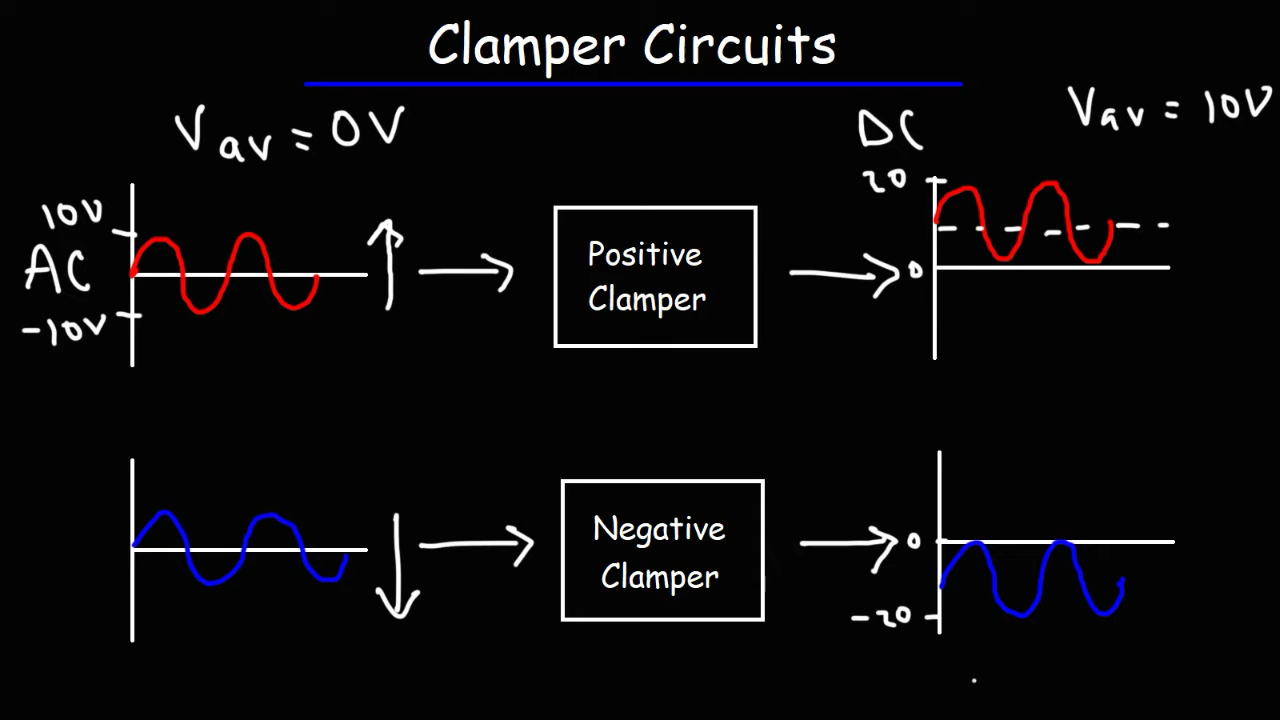 Clamper Circuits
Vav = 0V
DC
Vav = 10V
10V
AC
-10V
Positive
Clamper
20
0
Negative
Clamper
0
-20